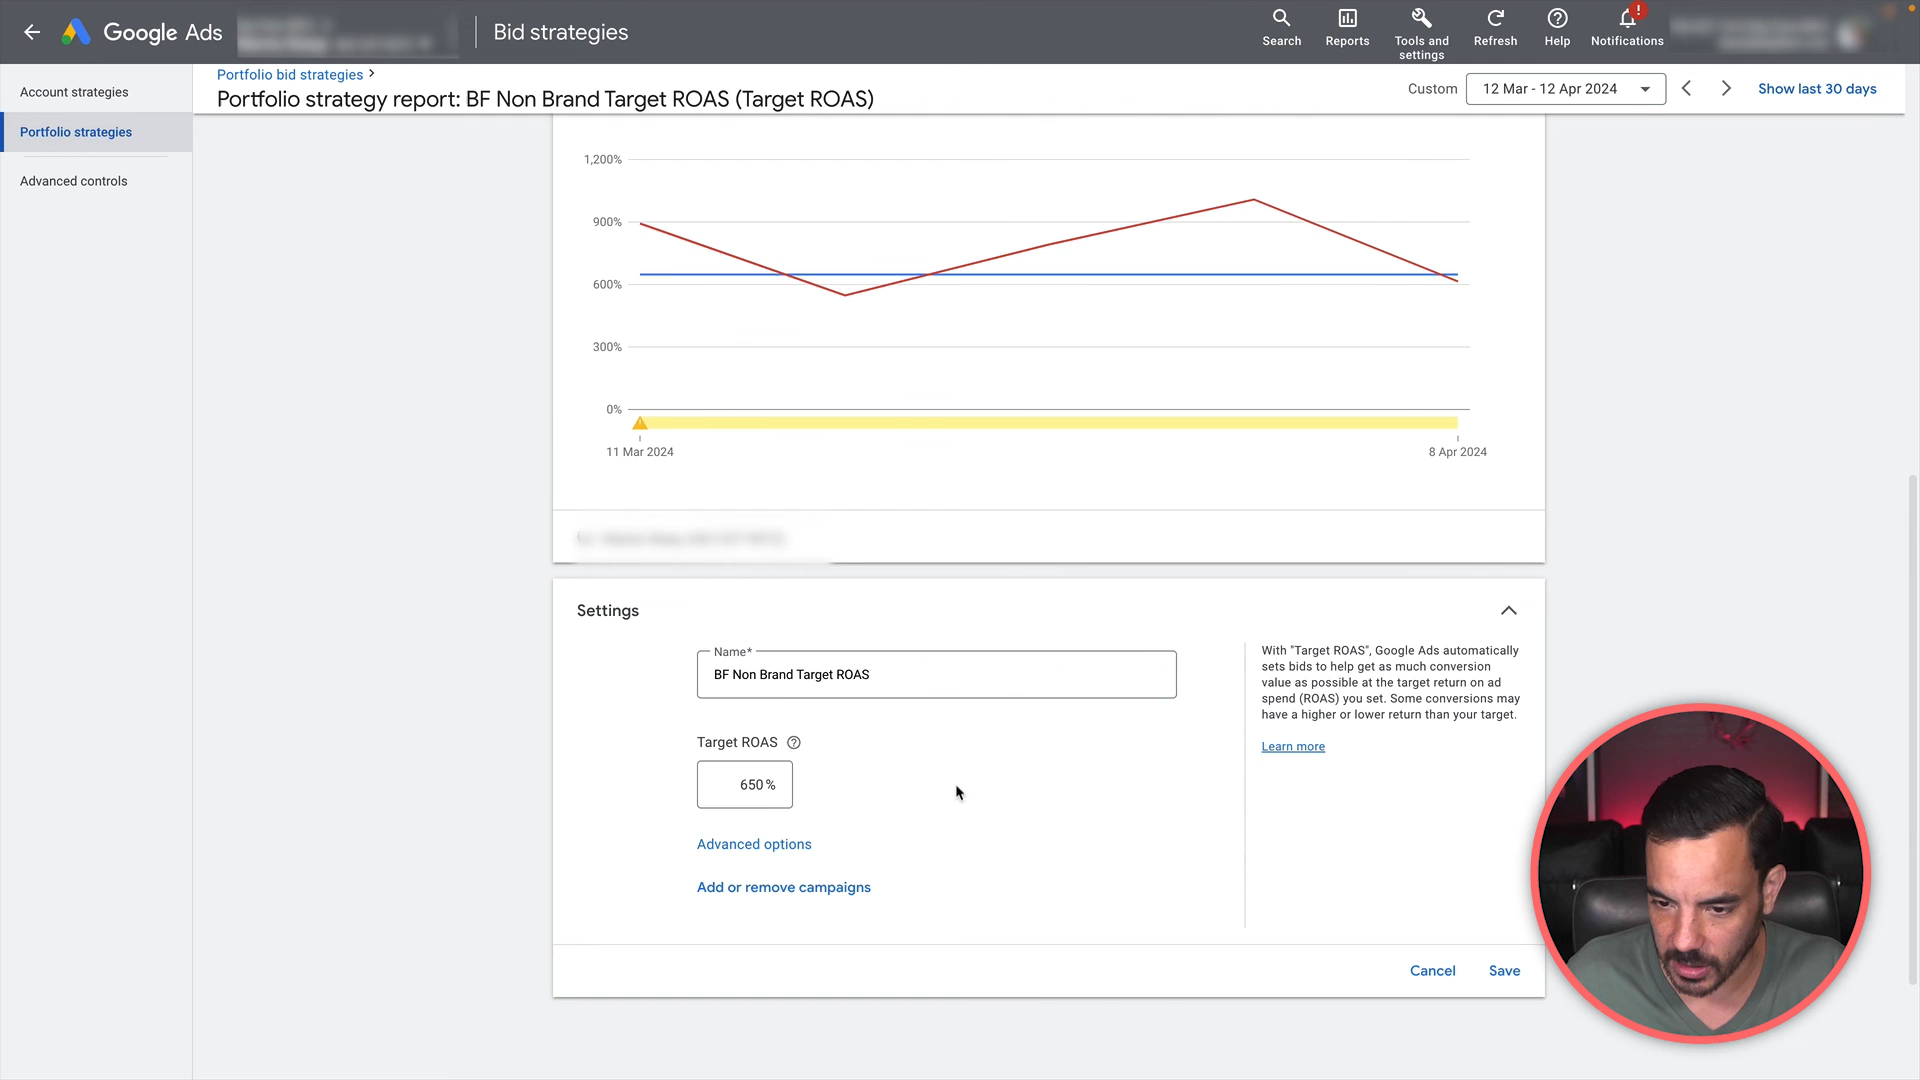 Google Ads
Bid strategies
Search
Reports
Tools and
settings
Refresh
Help
!
Notifications
Account strategies
Portfolio strategies
Advanced controls
Portfolio bid strategies
Portfolio strategy report: BF Non Brand Target ROAS (Target ROAS)
Custom
12 Mar - 12 Apr 2024
Show last 30 days
1,200%
900%
600%
300%
0%
11 Mar 2024
8 Apr 2024
Settings
Name*
BF Non Brand Target ROAS
Target ROAS
650 %
Advanced options
Add or remove campaigns
With "Target ROAS", Google Ads automatically
sets bids to help get as much conversion
value as possible at the target return on ad
spend (ROAS) you set. Some conversions may
have a higher or lower return than your target.
Learn more
Cancel
Save